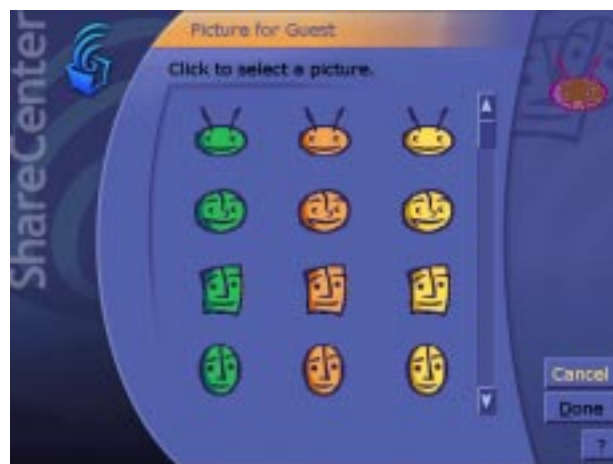 ShareCenter
Picture for Guest
Click to select a picture.
Cancel
Done
?